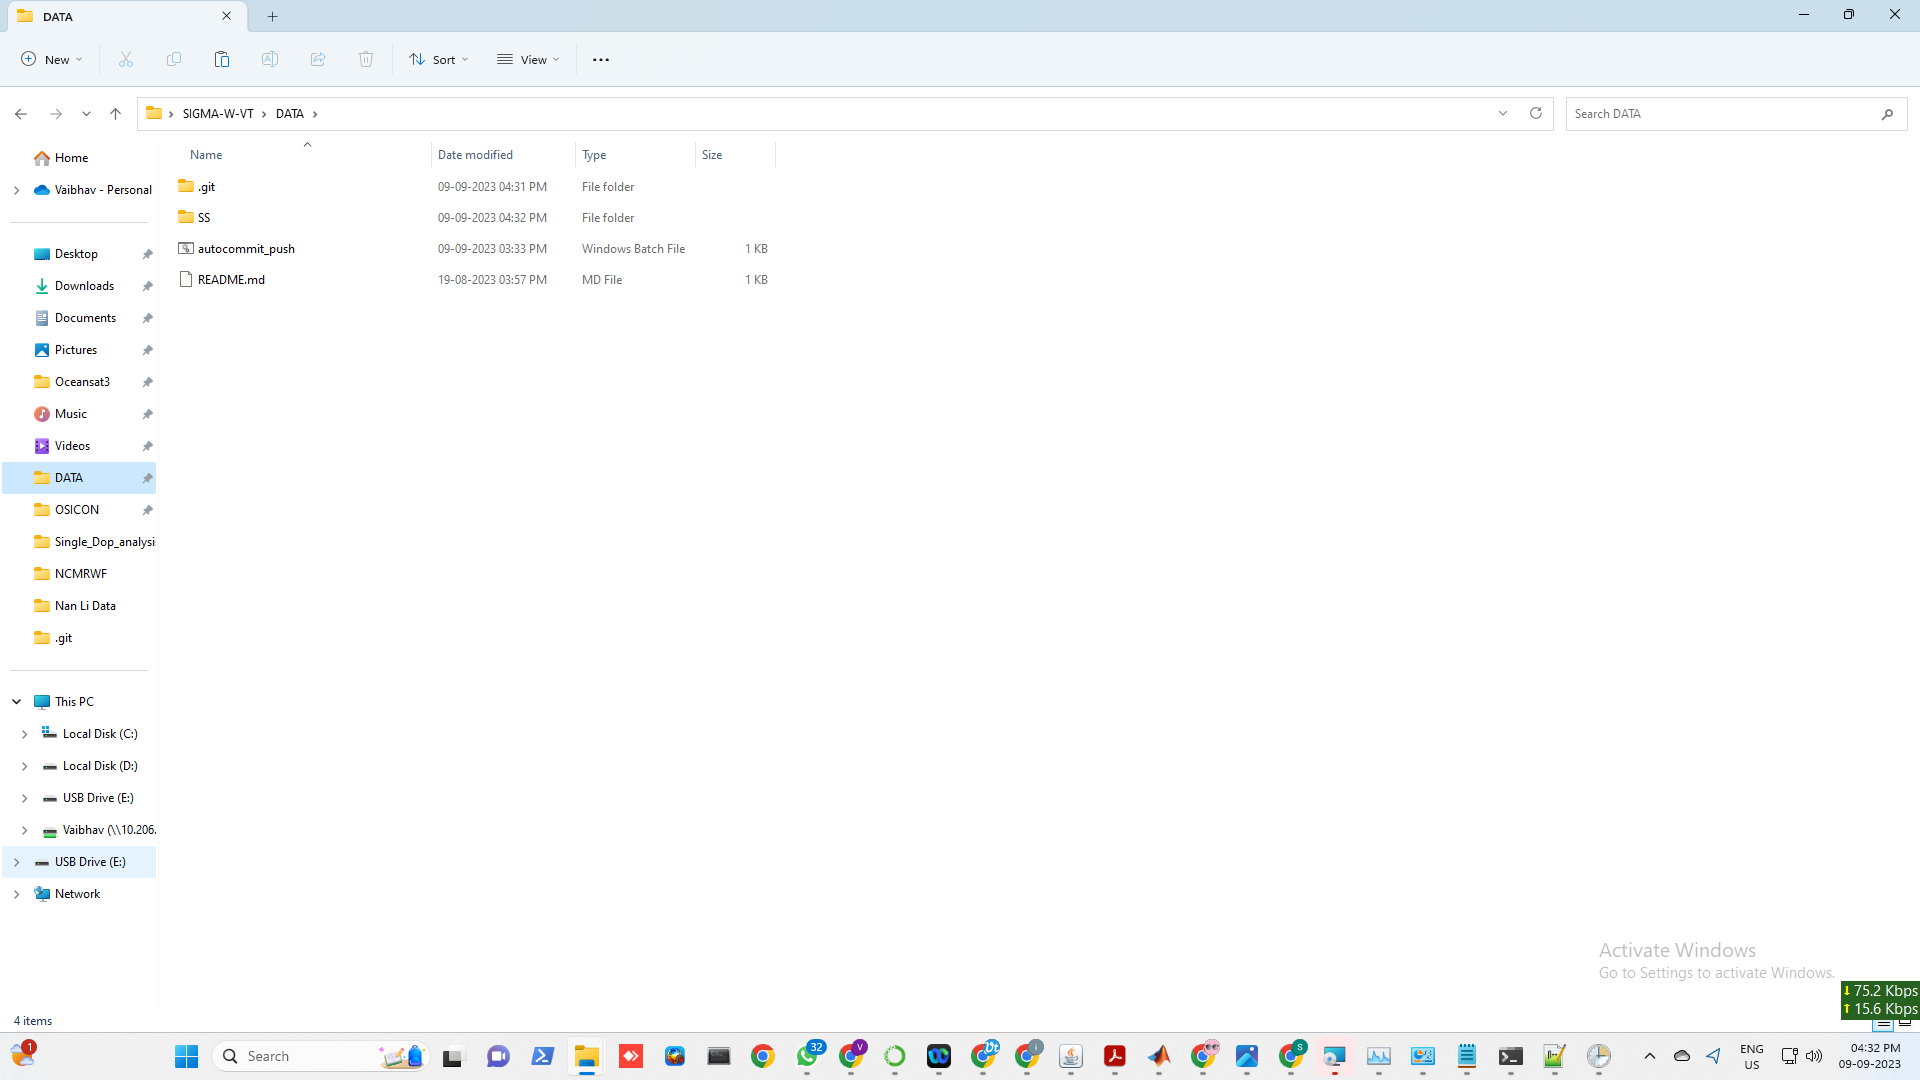 DATA
New
Sort
View
SIGMA-W-VT
DATA
Search DATA
Name
Date modified
Type
Size
.git
09-09-2023 04:31 PM
File folder
SS
09-09-2023 04:32 PM
File folder
autocommit_push
09-09-2023 03:33 PM
Windows Batch File
1 KB
README.md
19-08-2023 03:57 PM
MD File
1 KB
Home
Vaibhav - Personal
Desktop
Downloads
Documents
Pictures
Oceansat3
Music
Videos
DATA
OSICON
Single_Dop_analysi
NCMRWF
Nan Li Data
.git
This PC
Local Disk (C:)
Local Disk (D:)
USB Drive (E:)
Vaibhav (\\10.206.
USB Drive (E:)
Network
Activate Windows
Go to Settings to activate Windows.
75.2 Kbps
15.6 Kbps
4 items
1
Search
32
V
Vt
i
S
ENG
US
04:32 PM
09-09-2023